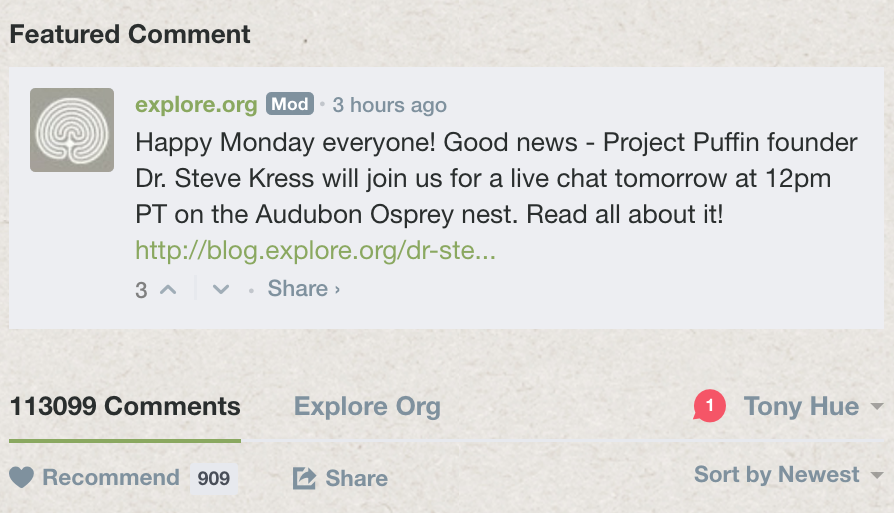 Featured Comment
explore.org Mod • 3 hours ago
Happy Monday everyone! Good news - Project Puffin founder
Dr. Steve Kress will join us for a live chat tomorrow at 12pm
PT on the Audubon Osprey nest. Read all about it!
http://blog.explore.org/dr-ste...
3 • Share ›
113099 Comments Explore Org 1 Tony Hue
Recommend 909 Share Sort by Newest